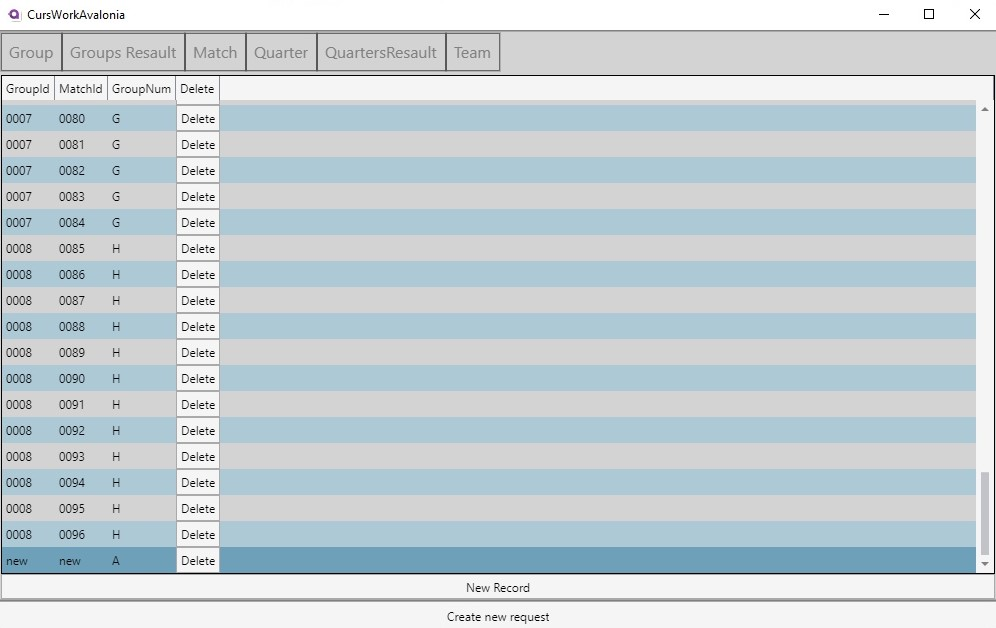 CursWorkAvalonia
Group Groups Resault Match Quarter QuartersResault Team
GroupId MatchId GroupNum Delete
0007 0080 G Delete
0007 0081 G Delete
0007 0082 G Delete
0007 0083 G Delete
0007 0084 G Delete
0008 0085 H Delete
0008 0086 H Delete
0008 0087 H Delete
0008 0088 H Delete
0008 0089 H Delete
0008 0090 H Delete
0008 0091 H Delete
0008 0092 H Delete
0008 0093 H Delete
0008 0094 H Delete
0008 0095 H Delete
0008 0096 H Delete
new new A Delete
New Record
Create new request